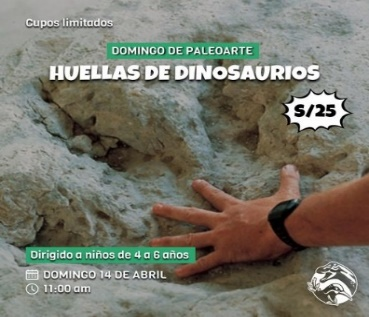 Cupos limitados
DOMINGO DE PALEOARTE
HUELLAS DE DINOSAURIOS
S/25
Dirigido a niños de 4 a 6 años
DOMINGO 14 DE ABRIL
11:00 am